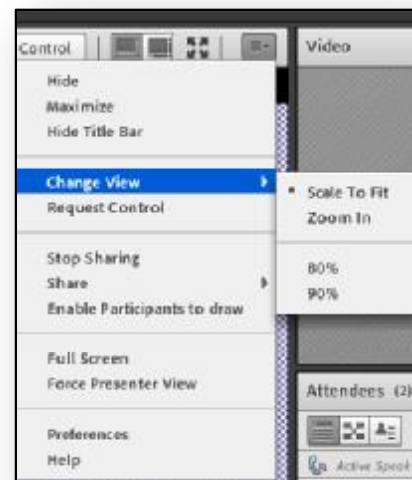 Control
Video
Hide
Maximize
Hide Title Bar
Change View
Request Control
Scale To Fit
Zoom In
80%
90%
Stop Sharing
Share
Enable Participants to draw
Full Screen
Force Presenter View
Preferences
Help
Attendees (2)
Active Speak